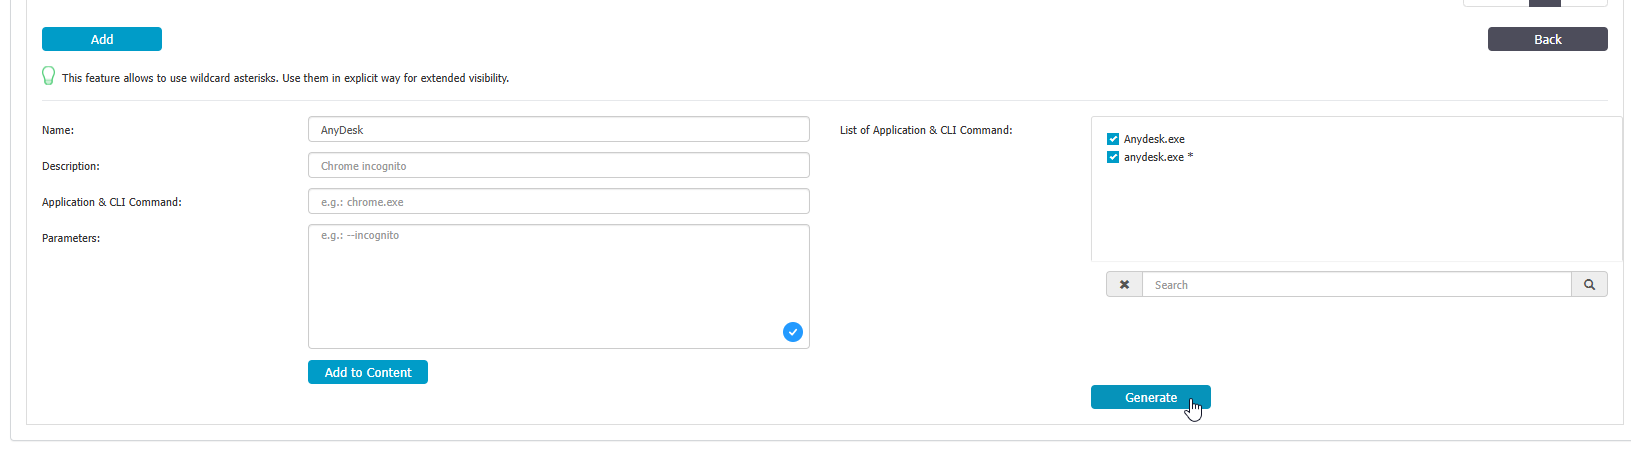 Add
Back
This feature allows to use wildcard asterisks. Use them in explicit way for extended visibility.
Name:
AnyDesk
List of Application & CLI Command:
Anydesk.exe
anydesk.exe *
Description:
Chrome incognito
Application & CLI Command:
e.g.: chrome.exe
Parameters:
e.g.: --incognito
Search
Add to Content
Generate